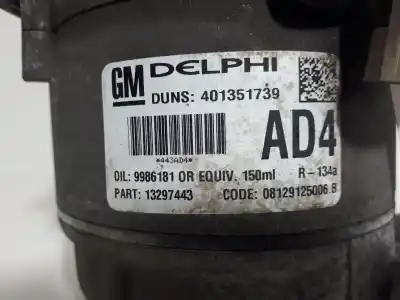 GM DELPHI
DUNS: 401351739
AD4
*443AD4*
OIL: 9986181 OR EQUIV. 150ml R-134a
PART: 13297443 CODE: 08129125006.B